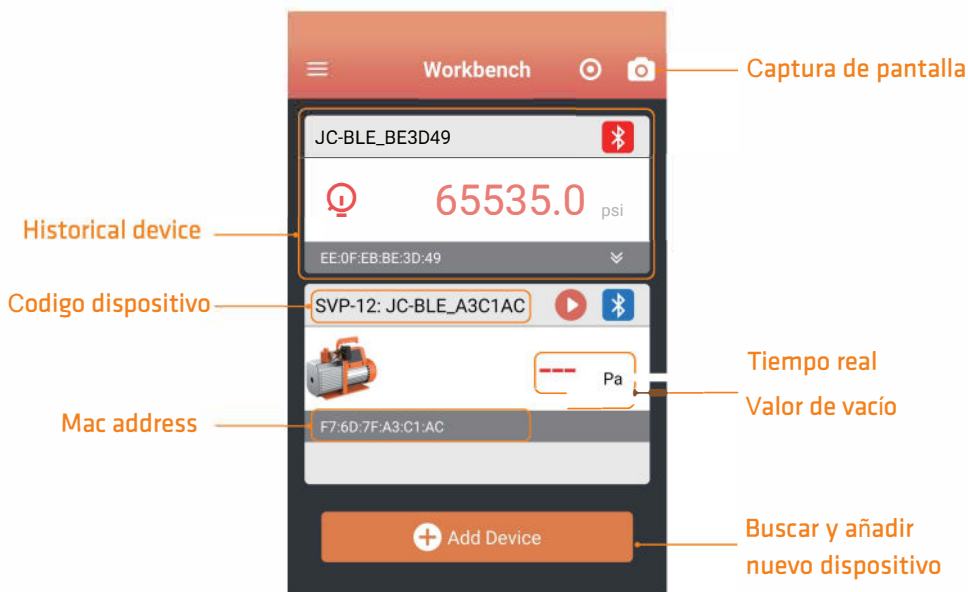 Workbench
Captura de pantalla
JC-BLE_BE3D49
65535.0 psi
Historical device
EE:0F:EB:BE:3D:49
Codigo dispositivo
SVP-12: JC-BLE_A3C1AC
--- Pa
Tiempo real
Valor de vacío
Mac address
F7:6D:7F:A3:C1:AC
Add Device
Buscar y añadir
nuevo dispositivo